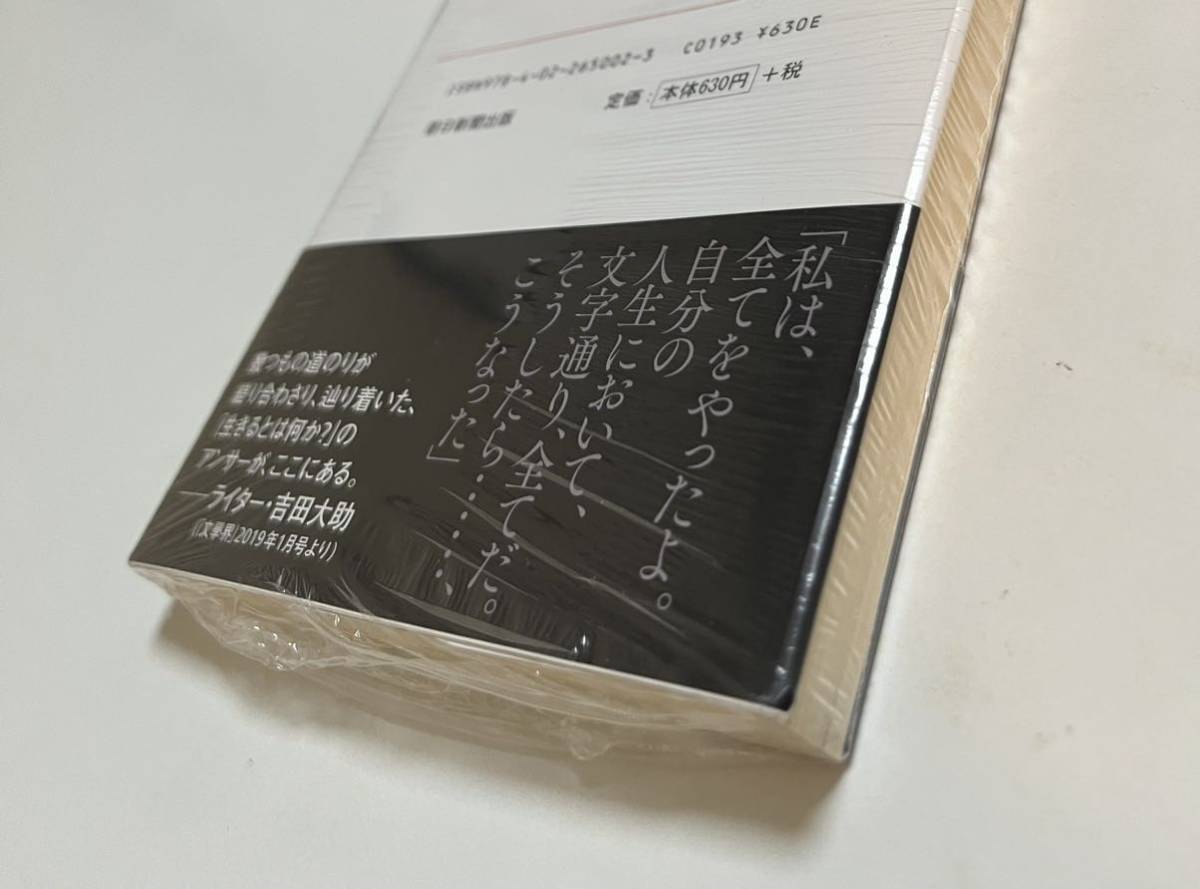 ISBN978-4-02-265002-3
C0193 ¥630E
定価：本体630円＋税
朝日新聞出版
「私は、
全てをやったよ。
自分の
人生において、
文字通り、全てだ。
そうしたら……、
こうなった」
幾つもの道のりが
縒り合わさり、辿り着いた、
「生きるとは何か?」の
アンサーが、ここにある。
──ライター・吉田大助
(「文學界」2019年1月号より)